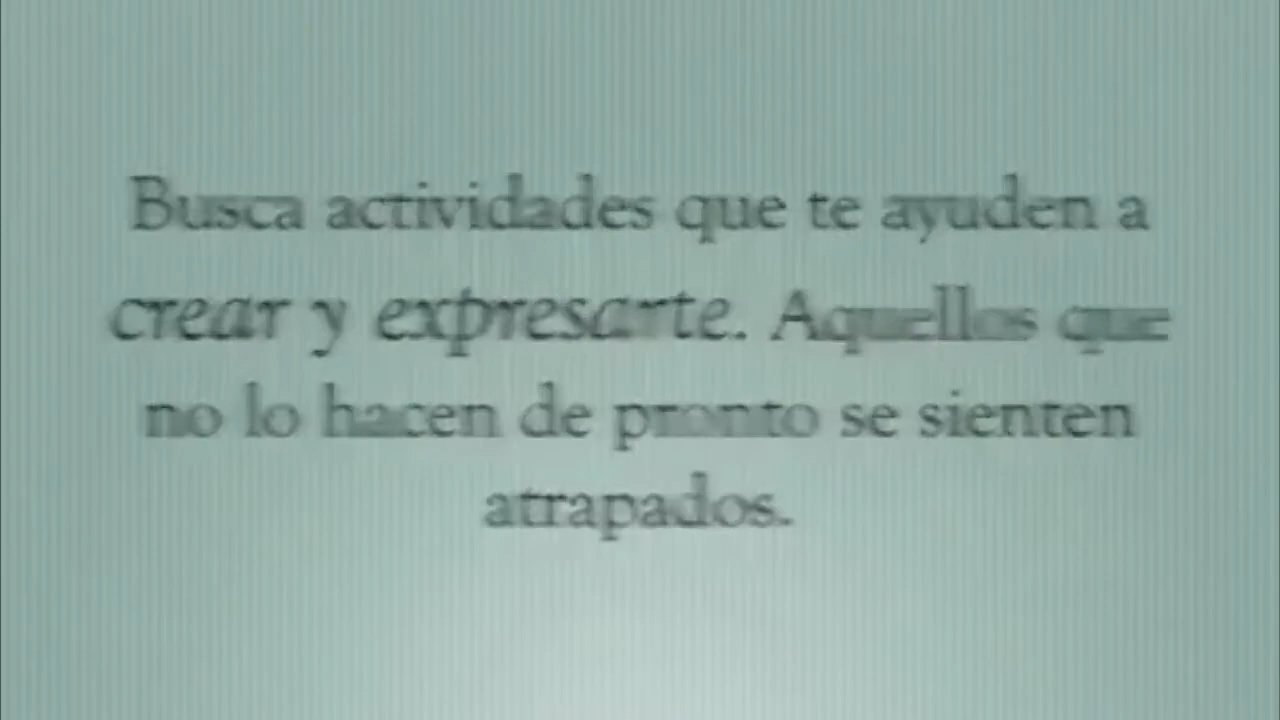 Busca actividades que te ayuden a
crear y expresarte. Aquellos que
no lo hacen de pronto se sienten
atrapados.